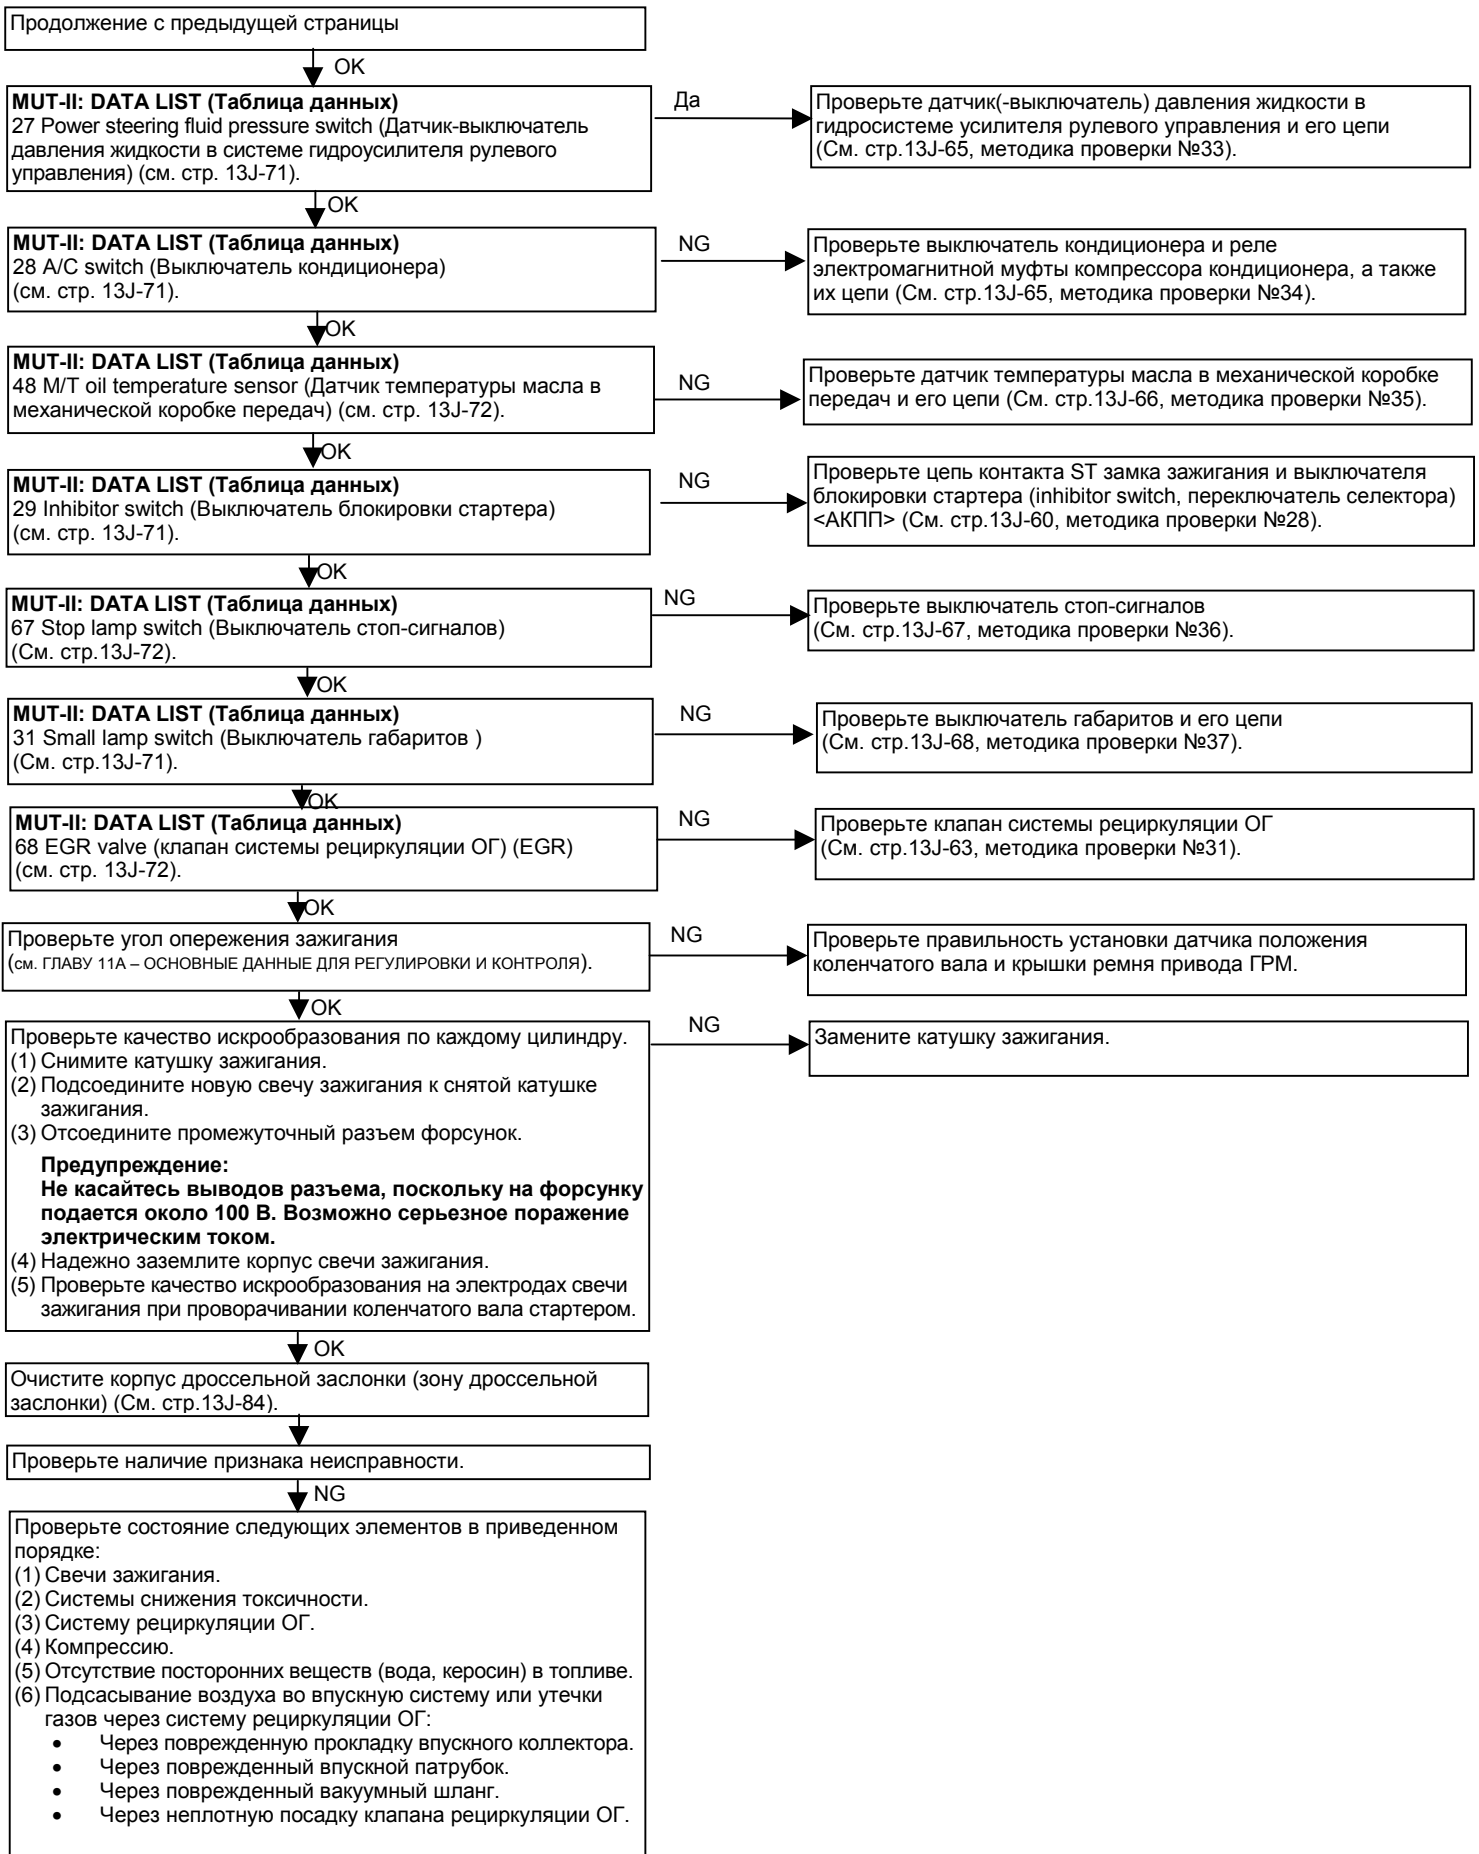 Продолжение с предыдущей страницы
OK
MUT-II: DATA LIST (Таблица данных)
27 Power steering fluid pressure switch (Датчик-выключатель
давления жидкости в системе гидроусилителя рулевого
управления) (см. стр. 13J-71).
Да
Проверьте датчик(-выключатель) давления жидкости в
гидросистеме усилителя рулевого управления и его цепи
(См. стр.13J-65, методика проверки №33).
OK
MUT-II: DATA LIST (Таблица данных)
28 A/C switch (Выключатель кондиционера)
(см. стр. 13J-71).
NG
Проверьте выключатель кондиционера и реле
электромагнитной муфты компрессора кондиционера, а также
их цепи (См. стр.13J-65, методика проверки №34).
OK
MUT-II: DATA LIST (Таблица данных)
48 M/T oil temperature sensor (Датчик температуры масла в
механической коробке передач) (см. стр. 13J-72).
NG
Проверьте датчик температуры масла в механической коробке
передач и его цепи (См. стр.13J-66, методика проверки №35).
OK
MUT-II: DATA LIST (Таблица данных)
29 Inhibitor switch (Выключатель блокировки стартера)
(см. стр. 13J-71).
NG
Проверьте цепь контакта ST замка зажигания и выключателя
блокировки стартера (inhibitor switch, переключатель селектора)
<АКПП> (См. стр.13J-60, методика проверки №28).
OK
MUT-II: DATA LIST (Таблица данных)
67 Stop lamp switch (Выключатель стоп-сигналов)
(См. стр.13J-72).
NG
Проверьте выключатель стоп-сигналов
(См. стр.13J-67, методика проверки №36).
OK
MUT-II: DATA LIST (Таблица данных)
31 Small lamp switch (Выключатель габаритов )
(См. стр.13J-71).
NG
Проверьте выключатель габаритов и его цепи
(См. стр.13J-68, методика проверки №37).
OK
MUT-II: DATA LIST (Таблица данных)
68 EGR valve (клапан системы рециркуляции ОГ) (EGR)
(см. стр. 13J-72).
NG
Проверьте клапан системы рециркуляции ОГ
(См. стр.13J-63, методика проверки №31).
OK
Проверьте угол опережения зажигания
(см. ГЛАВУ 11А – ОСНОВНЫЕ ДАННЫЕ ДЛЯ РЕГУЛИРОВКИ И КОНТРОЛЯ).
NG
Проверьте правильность установки датчика положения
коленчатого вала и крышки ремня привода ГРМ.
OK
Проверьте качество искрообразования по каждому цилиндру.
(1) Снимите катушку зажигания.
(2) Подсоедините новую свечу зажигания к снятой катушке
зажигания.
(3) Отсоедините промежуточный разъем форсунок.
Предупреждение:
Не касайтесь выводов разъема, поскольку на форсунку
подается около 100 В. Возможно серьезное поражение
электрическим током.
(4) Надежно заземлите корпус свечи зажигания.
(5) Проверьте качество искрообразования на электродах свечи
зажигания при проворачивании коленчатого вала стартером.
NG
Замените катушку зажигания.
OK
Очистите корпус дроссельной заслонки (зону дроссельной
заслонки) (См. стр.13J-84).
Проверьте наличие признака неисправности.
NG
Проверьте состояние следующих элементов в приведенном
порядке:
(1) Свечи зажигания.
(2) Системы снижения токсичности.
(3) Систему рециркуляции ОГ.
(4) Компрессию.
(5) Отсутствие посторонних веществ (вода, керосин) в топливе.
(6) Подсасывание воздуха во впускную систему или утечки
газов через систему рециркуляции ОГ:
• Через поврежденную прокладку впускного коллектора.
• Через поврежденный впускной патрубок.
• Через поврежденный вакуумный шланг.
• Через неплотную посадку клапана рециркуляции ОГ.